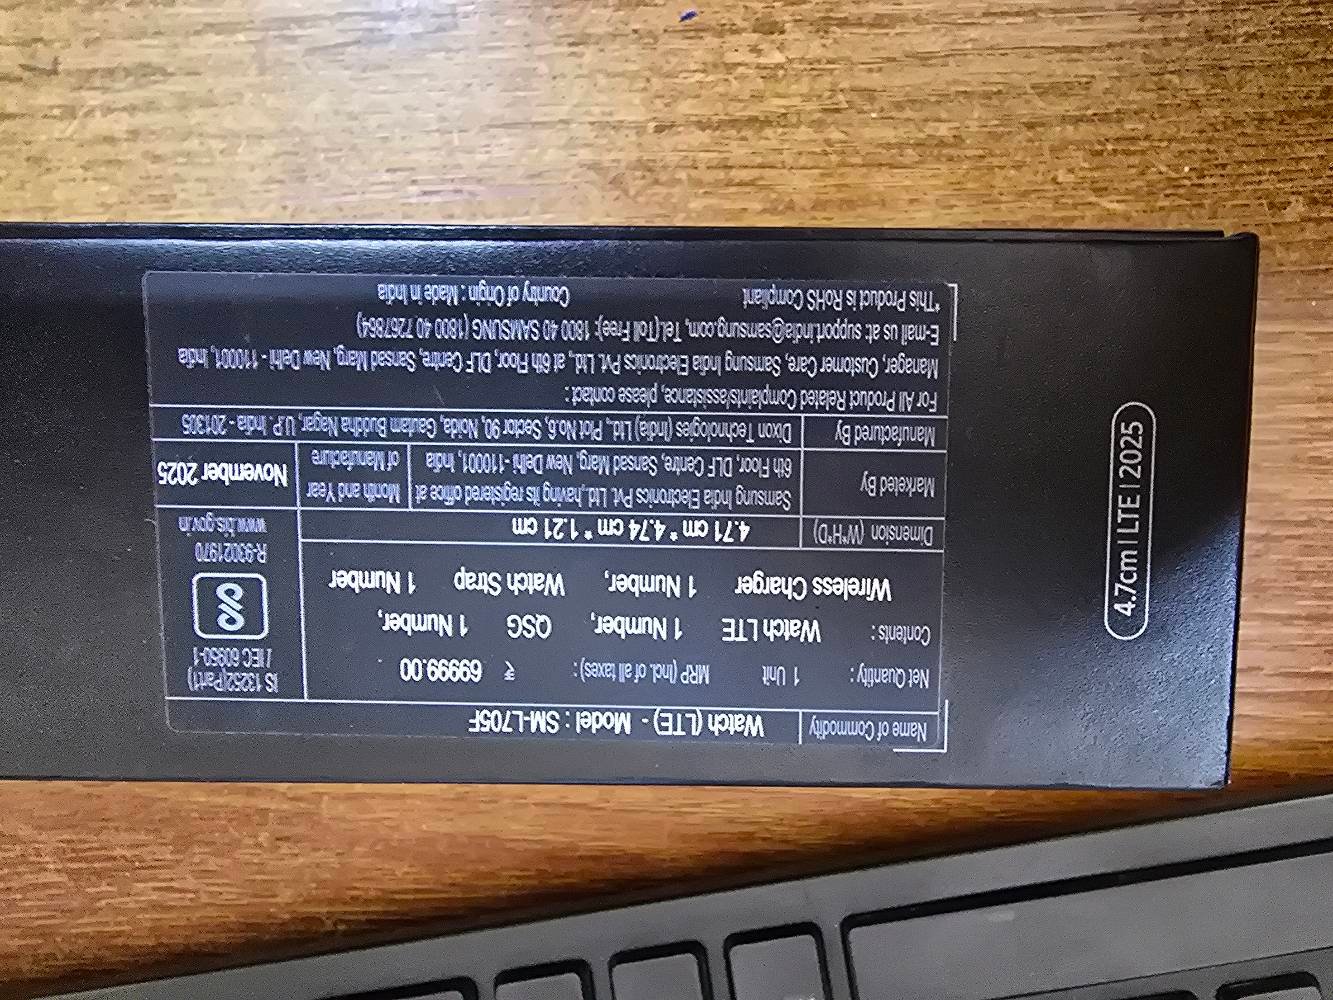 Name of Commodity Watch (LTE) - Model : SM-L705F
Net Quantity : 1 Unit MRP (incl. of all taxes) : ₹ 69999.00
Contents : Watch LTE 1 Number, QSG 1 Number,
Wireless Charger 1 Number, Watch Strap 1 Number
IS 13252(Part1)
/ IEC 60950-1
R-93021970
www.bis.gov.in
Dimension (W*H*D) 4.71 cm * 4.74 cm * 1.21 cm
Marketed By Samsung India Electronics Pvt. Ltd., having its registered office at
6th Floor, DLF Centre, Sansad Marg, New Delhi - 110001, India
Month and Year
of Manufacture
November 2025
Manufactured By Dixon Technologies (India) Ltd., Plot No.6, Sector 90, Noida, Gautam Buddha Nagar, U.P. India - 201305
For All Product Related Complaints/assistance, please contact :
Manager, Customer Care, Samsung India Electronics Pvt. Ltd., at 6th Floor, DLF Centre, Sansad Marg, New Delhi - 110001, India
E-mail us at: support.india@samsung.com, Tel.(Toll Free): 1800 40 SAMSUNG (1800 40 7267864)
*This Product is RoHS Compliant Country of Origin : Made in India
4.7cm | LTE | 2025